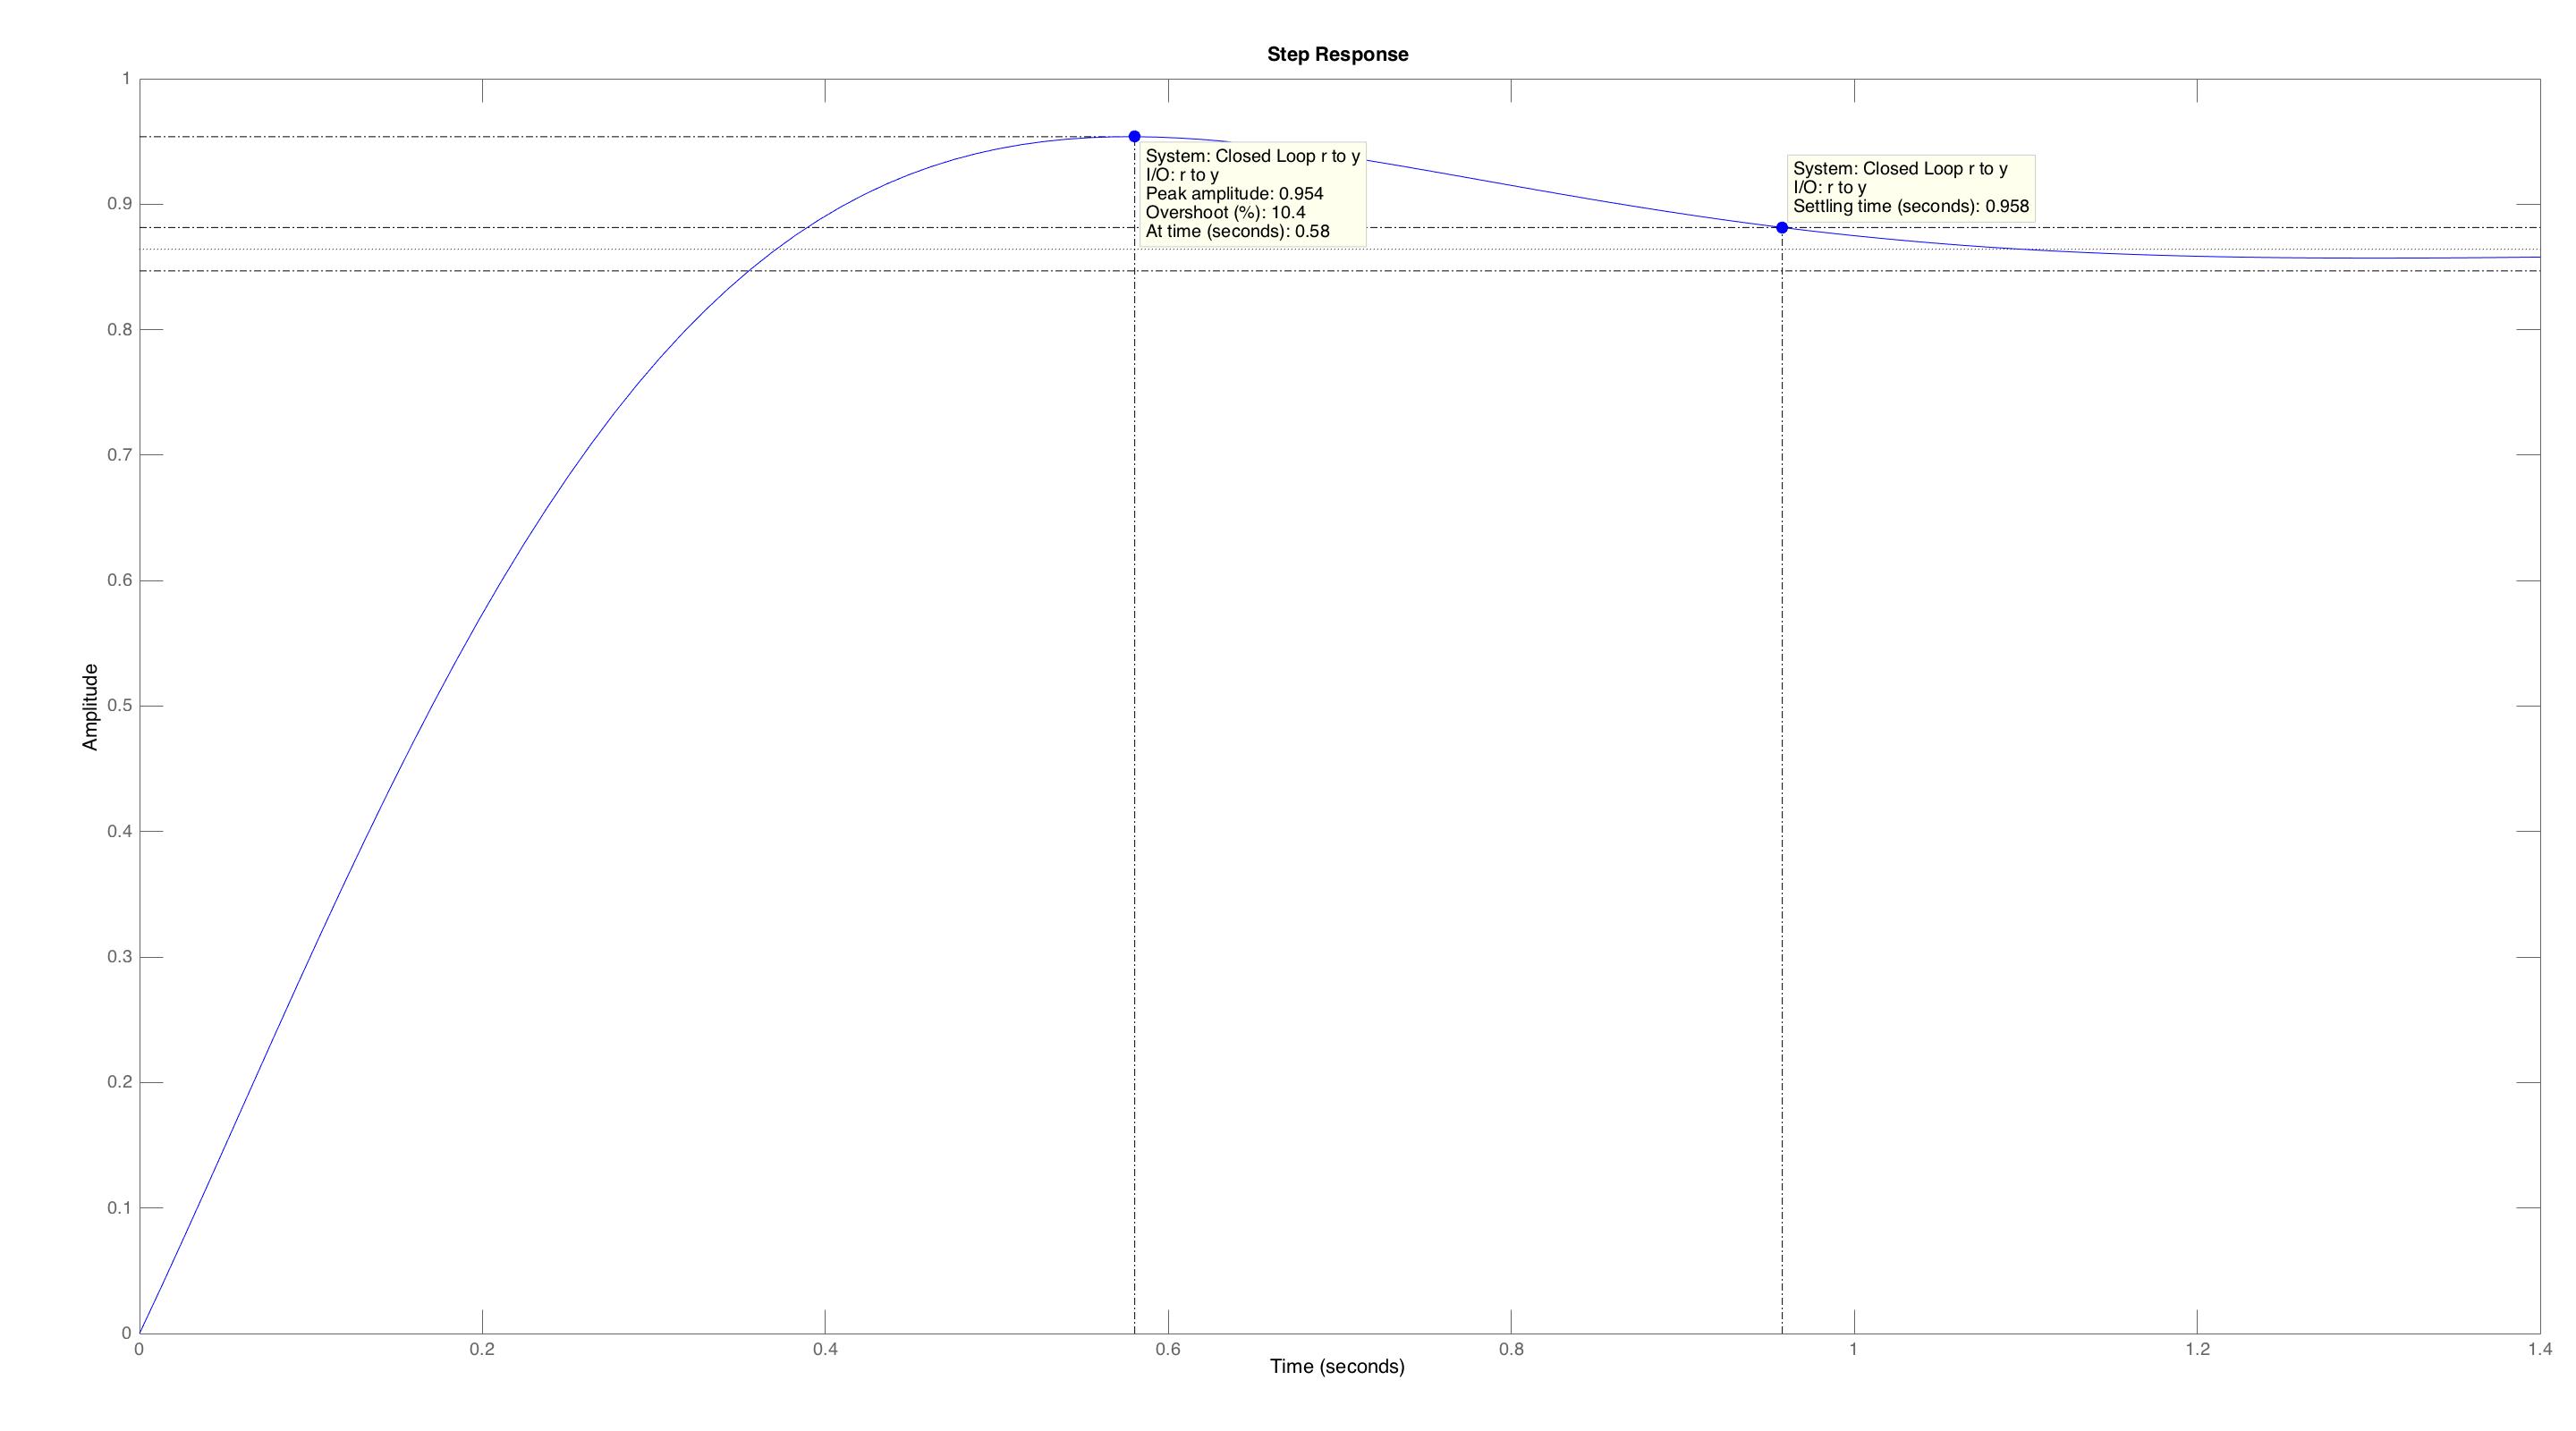 Step Response
1
0.9
0.8
0.7
0.6
0.5
0.4
0.3
0.2
0.1
0
Amplitude
System: Closed Loop r to y
I/O: r to y
Peak amplitude: 0.954
Overshoot (%): 10.4
At time (seconds): 0.58
System: Closed Loop r to y
I/O: r to y
Settling time (seconds): 0.958
0 0.2 0.4 0.6 0.8 1 1.2 1.4
Time (seconds)